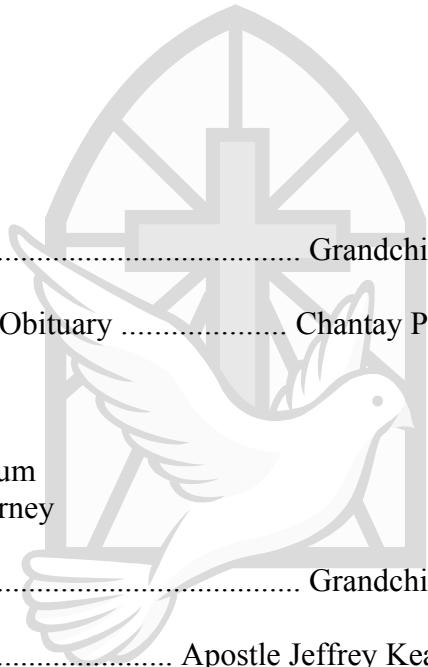 .................................... Grandchi
Obituary ..................... Chantay P
um
rney
.................................... Grandchi
..................... Apostle Jeffrey Kea